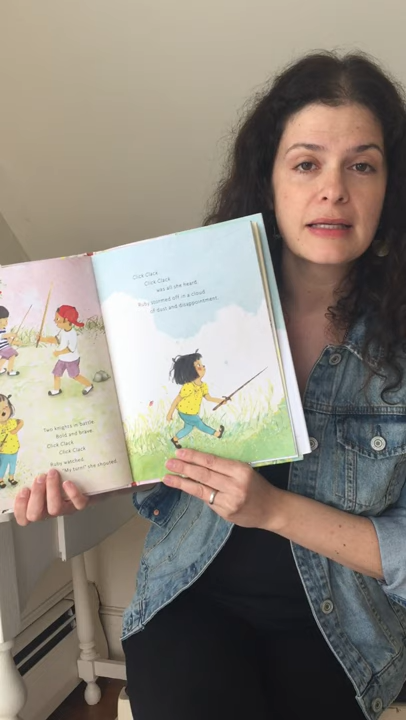 Two knights in battle.
Bold and brave.
Click Clack
Click Clack
Ruby watched.
"My turn!" she shouted.
Click Clack
Click Clack
was all she heard.
Ruby stormed off in a cloud
of dust and disappointment.